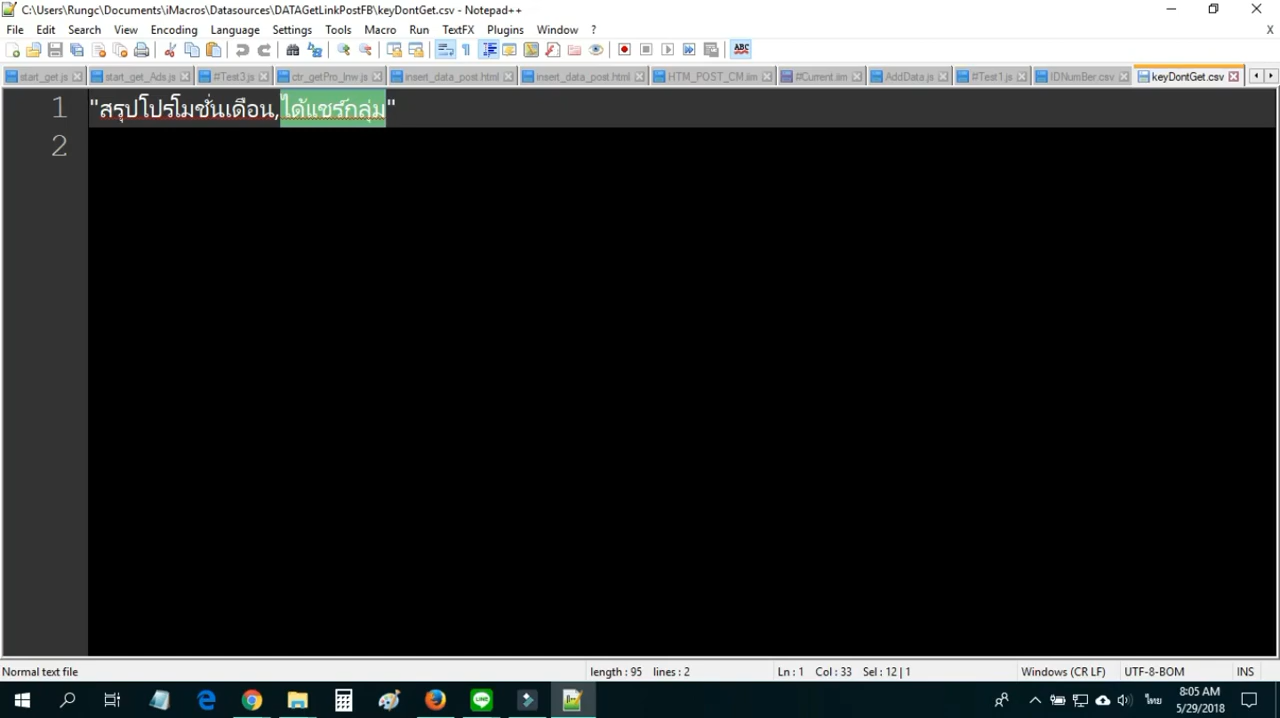 C:\Users\Rungc\Documents\iMacros\Datasources\DATAGetLinkPostFB\keyDontGet.csv - Notepad++
File Edit Search View Encoding Language Settings Tools Macro Run TextFX Plugins Window ? X
ABC
start_get.js start_get_Ads.js #Test3.js ctr_getPro_Inv.js insert_data_post.html insert_data_post.html HTM_POST_CM.iim #Current.iim AddData.js #Test1.js IDNumBer.csv keyDontGet.csv
1 "สรุปโปรโมชั่นเดือน,ได้แชร์กลุ่ม"
2
Normal text file length : 95 lines : 2 Ln : 1 Col : 33 Sel : 12 | 1 Windows (CR LF) UTF-8-BOM INS
ไทย 8:05 AM
5/29/2018